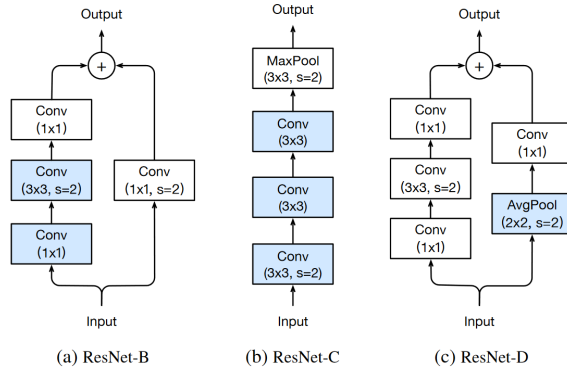 Output
+
Conv
(1x1)
Conv
(3x3, s=2)
Conv
(1x1)
Conv
(1x1, s=2)
Input
(a) ResNet-B
Output
MaxPool
(3x3, s=2)
Conv
(3x3)
Conv
(3x3)
Conv
(3x3, s=2)
Input
(b) ResNet-C
Output
+
Conv
(1x1)
Conv
(3x3, s=2)
Conv
(1x1)
Conv
(1x1)
AvgPool
(2x2, s=2)
Input
(c) ResNet-D